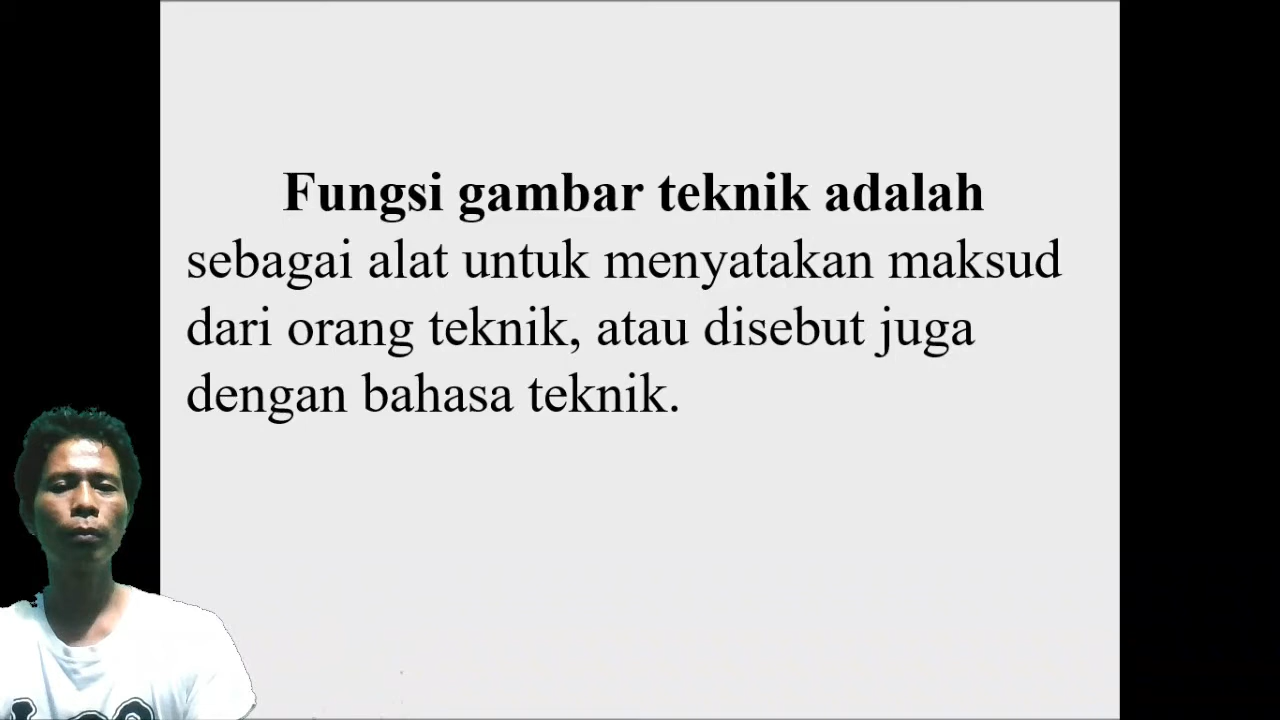 Fungsi gambar teknik adalah
sebagai alat untuk menyatakan maksud
dari orang teknik, atau disebut juga
dengan bahasa teknik.